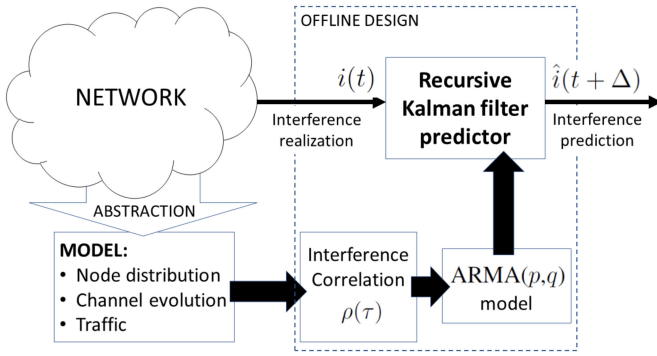 OFFLINE DESIGN
NETWORK
i(t)
Interference
realization
Recursive
Kalman filter
predictor
î(t + Δ)
Interference
prediction
ABSTRACTION
MODEL:
• Node distribution
• Channel evolution
• Traffic
Interference
Correlation
ρ(τ)
ARMA(p,q)
model